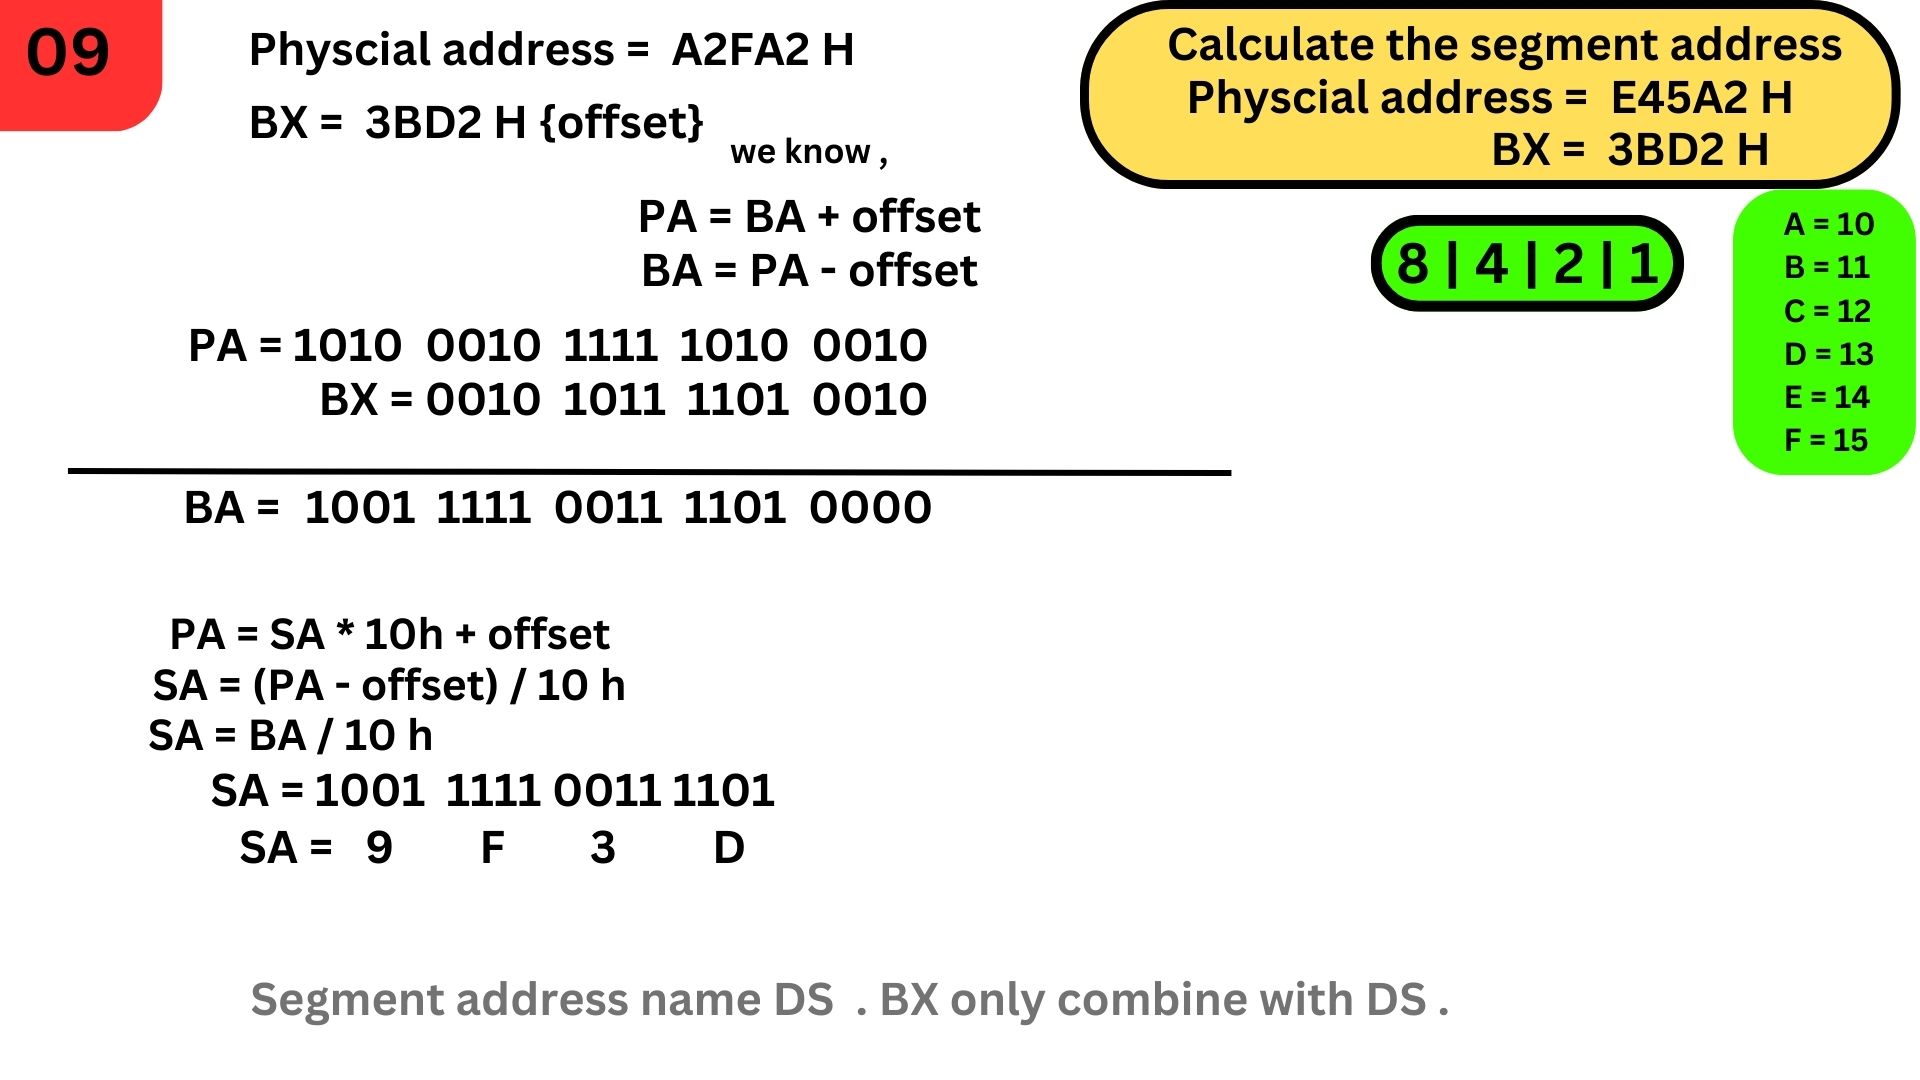 09
Physcial address =  A2FA2 H
BX =  3BD2 H {offset}
we know ,
PA = BA + offset
BA = PA - offset
PA = 1010  0010  1111  1010  0010
BX = 0010  1011  1101  0010
BA =  1001  1111  0011  1101  0000
PA = SA * 10h + offset
SA = (PA - offset) / 10 h
SA = BA / 10 h
SA = 1001  1111 0011 1101
SA =  9  F  3  D
Segment address name DS  . BX only combine with DS .
Calculate the segment address
Physcial address =  E45A2 H
BX =  3BD2 H
8 | 4 | 2 | 1
A = 10
B = 11
C = 12
D = 13
E = 14
F = 15